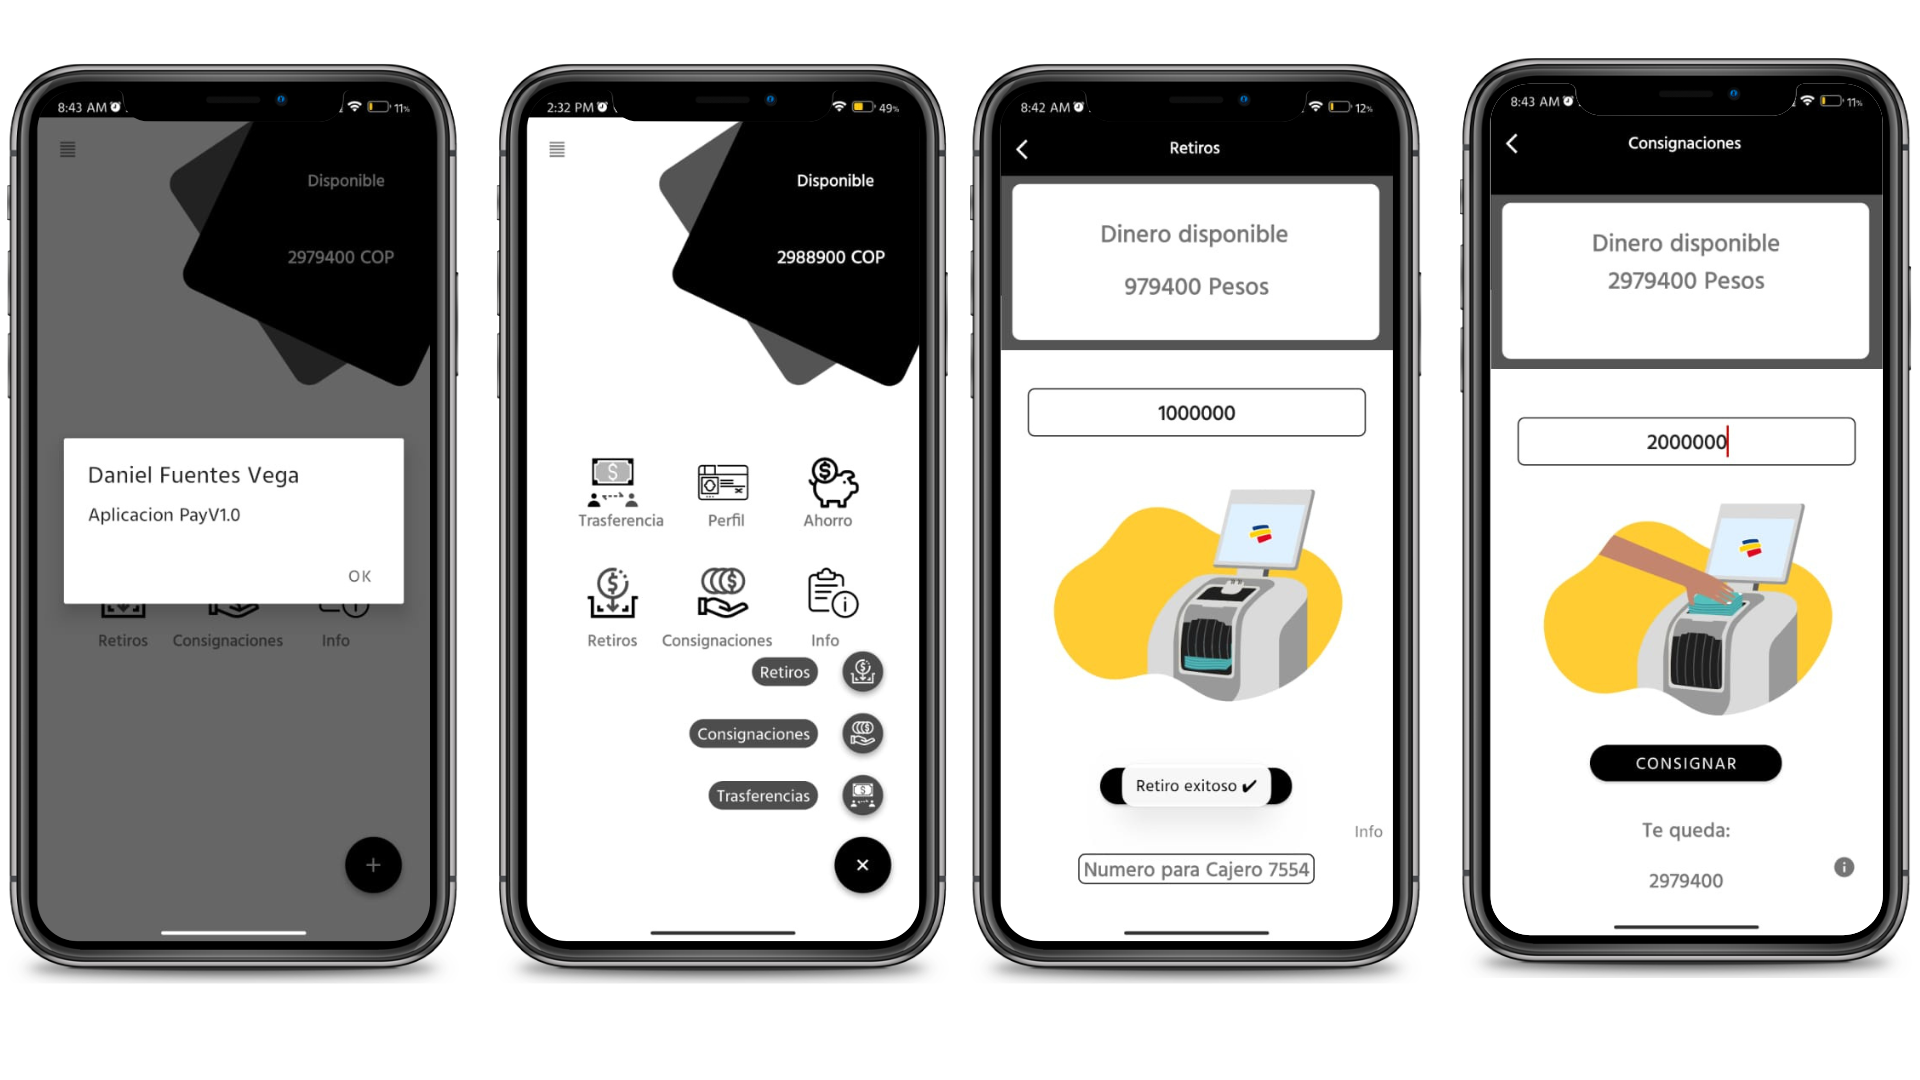 8:43 AM
11%
Disponible
2979400 COP
Daniel Fuentes Vega
Aplicacion PayV1.0
OK
Retiros
Consignaciones
Info
+
2:32 PM
49%
Disponible
2988900 COP
Trasferencia
Perfil
Ahorro
Retiros
Consignaciones
Info
Retiros
Consignaciones
Trasferencias
8:42 AM
12%
Retiros
Dinero disponible
979400 Pesos
1000000
Retiro exitoso ✔
Info
Numero para Cajero 7554
8:43 AM
11%
Consignaciones
Dinero disponible
2979400 Pesos
2000000
CONSIGNAR
Te queda:
2979400